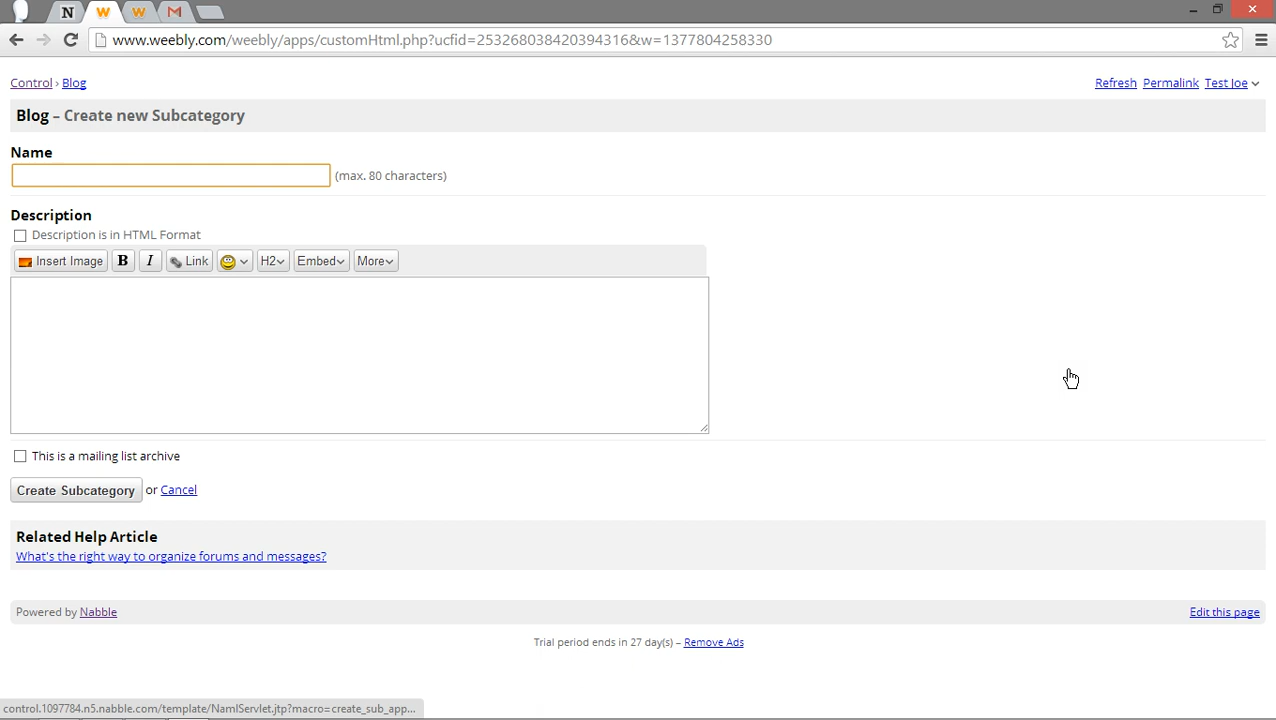 N W W M
www.weebly.com/weebly/apps/customHtml.php?ucfid=253268038420394316&w=1377804258330
Control › Blog
Refresh Permalink Test Joe
Blog – Create new Subcategory
Name
(max. 80 characters)
Description
Description is in HTML Format
Insert Image B I Link H2 Embed More
This is a mailing list archive
Create Subcategory or Cancel
Related Help Article
What's the right way to organize forums and messages?
Powered by Nabble
Edit this page
Trial period ends in 27 day(s) – Remove Ads
control.1097784.n5.nabble.com/template/NamlServlet.jtp?macro=create_sub_app...